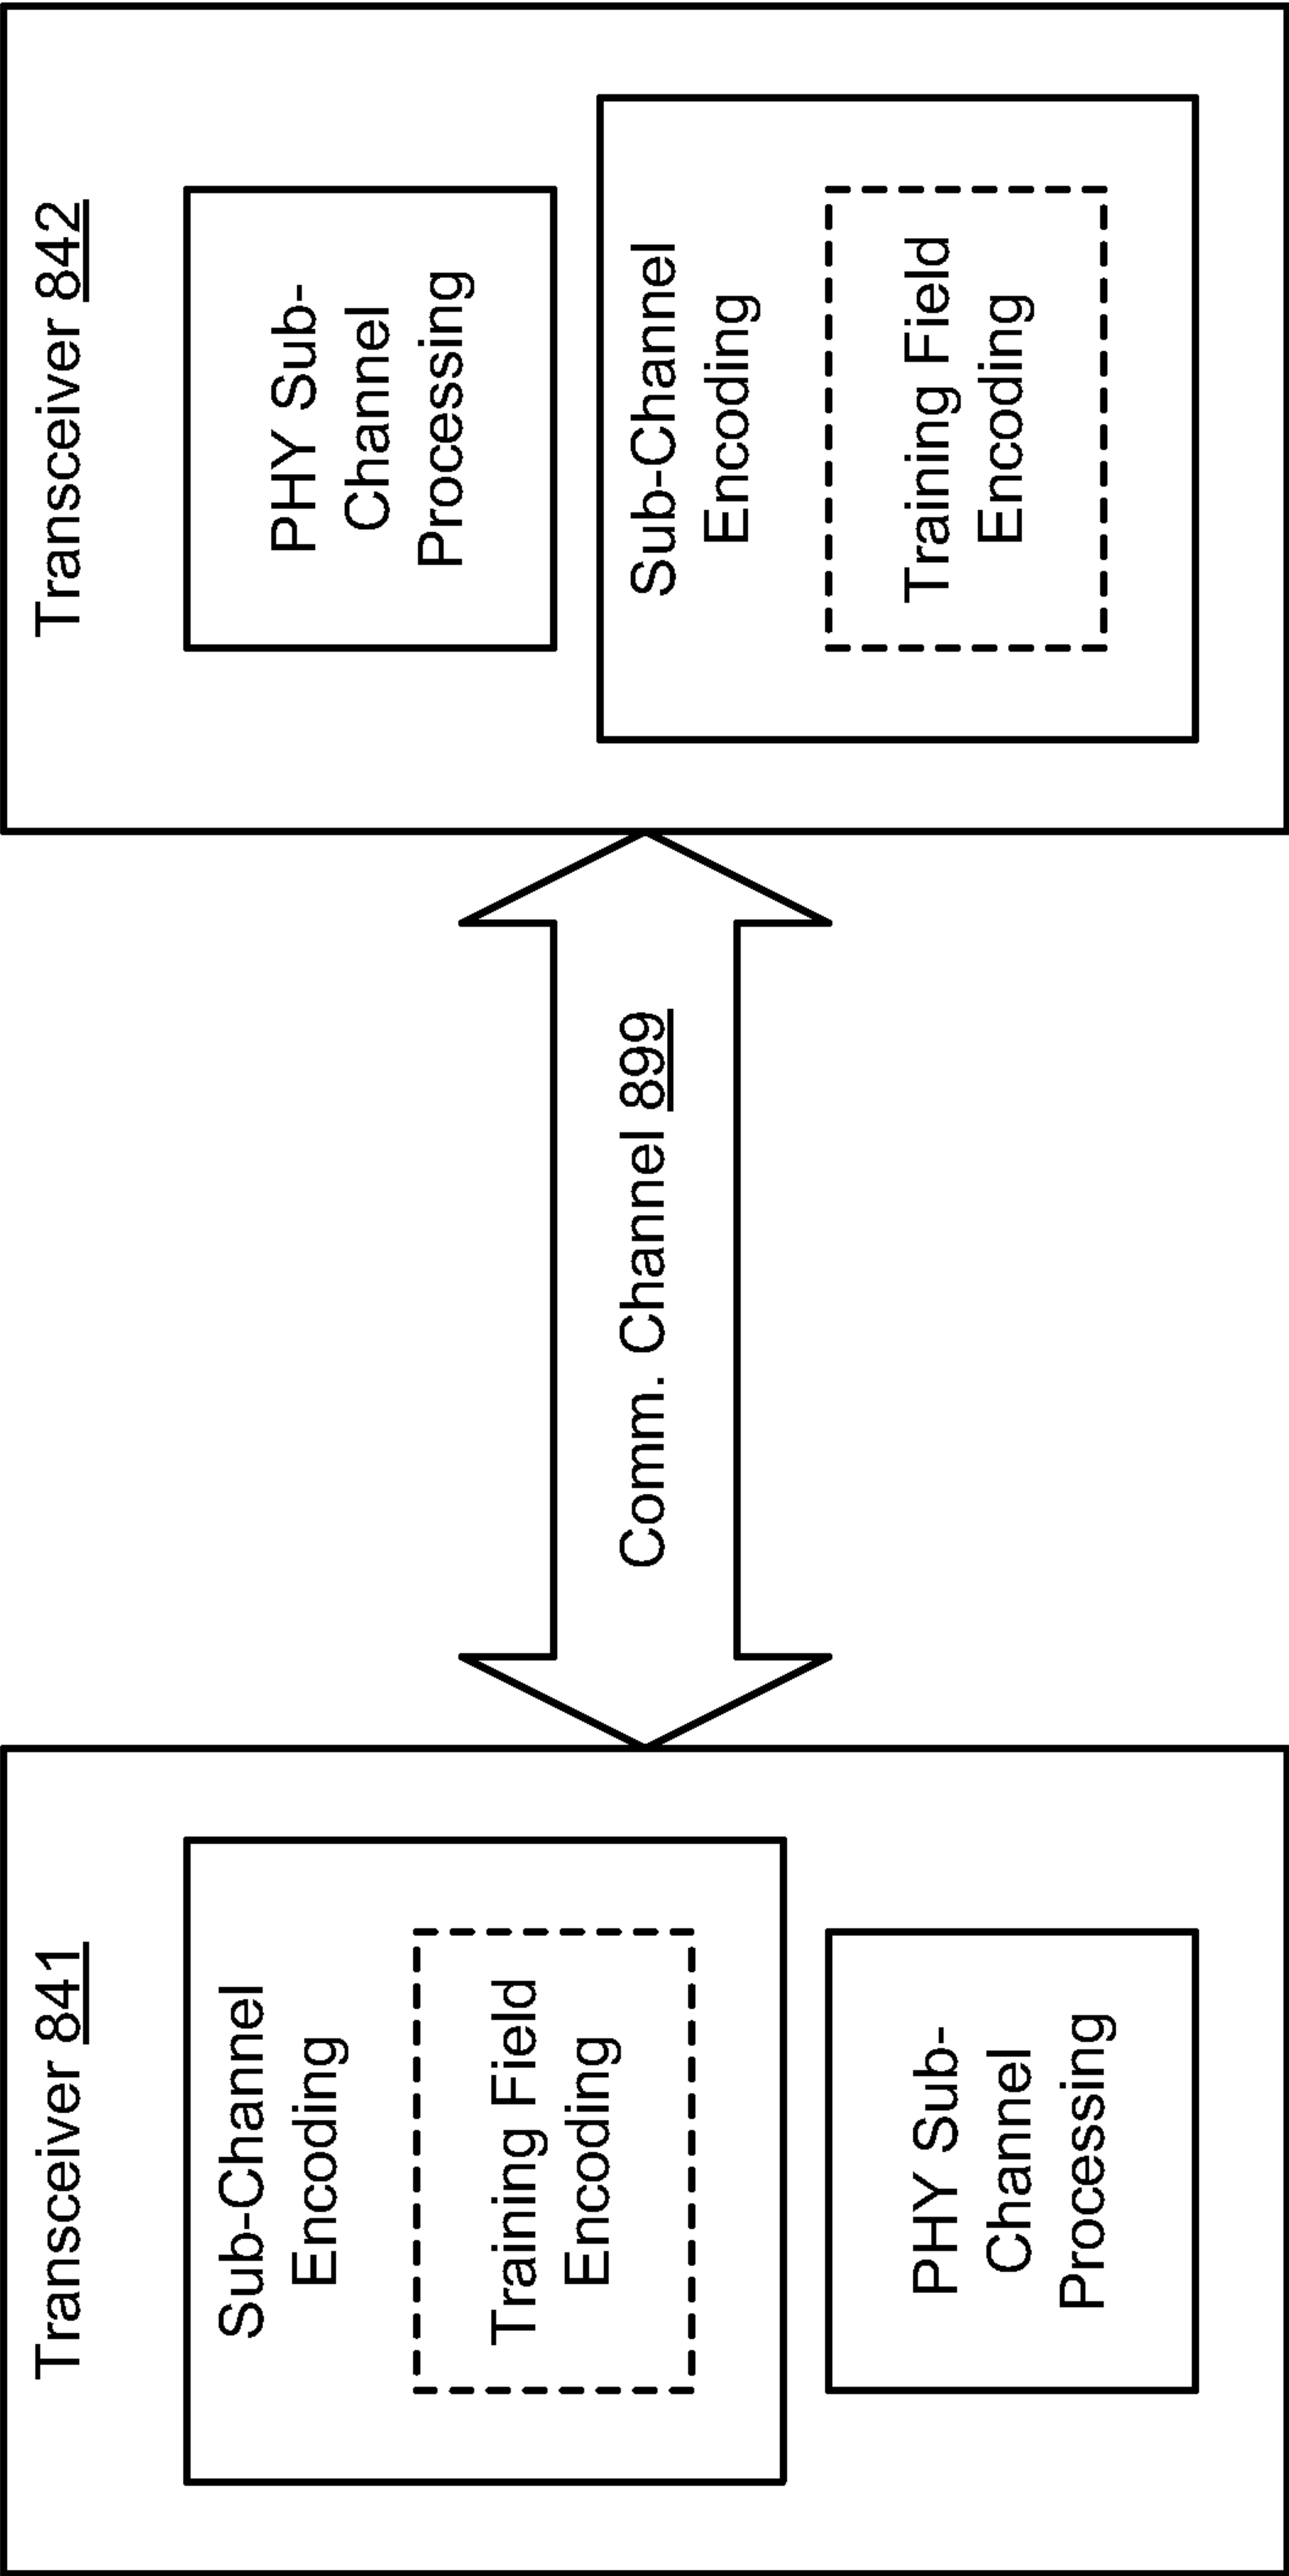 Transceiver 841
Sub-Channel
Encoding
Training Field
Encoding
PHY Sub-
Channel
Processing
Comm. Channel 899
Transceiver 842
PHY Sub-
Channel
Processing
Sub-Channel
Encoding
Training Field
Encoding